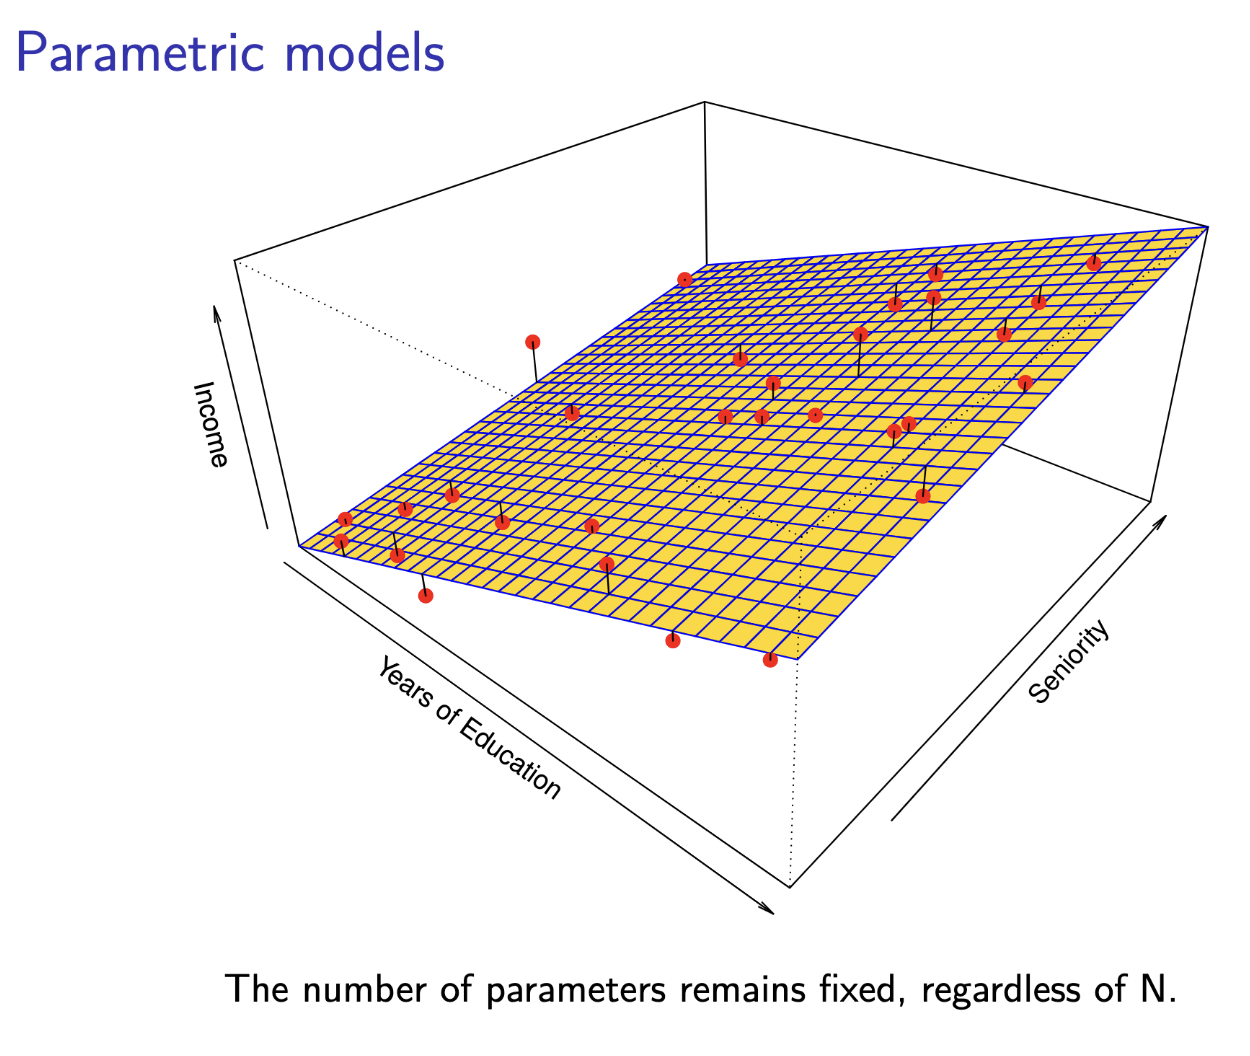 Parametric models
Income
Years of Education
Seniority
The number of parameters remains fixed, regardless of N.